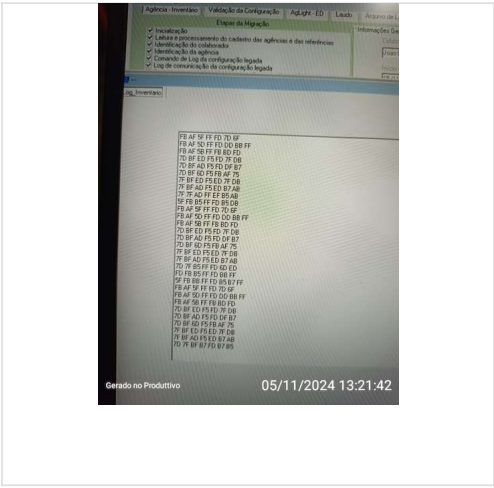 Agência - Inventário Validação da Configuração AgLight - ED Laudo Arquivo de
Etapas da Migração
Inicialização
Leitura e processamento do cadastro das agências e das referências
Identificação do colaborador
Identificação da agência
Comando de Log da configuração legada
Log de comunicação da configuração legada
Informações
Log_Inventario
FB AF 5F FF FD 7D 6F
FB AF 5D FF FD DD BB FF
FB AF 5B FF FB BD FD
7D BF ED F5 FD 7F DB
7D BF AD F5 FD DF B7
7D BF 6D F5 FB AF 75
7F BF ED F5 ED 7F DB
7F BF AD F5 ED B7 AB
7F 7F AD FF EF B5 AB
5F FB B5 FF FD B5 DB
FB AF 5F FF FD 7D 6F
FB AF 5D FF FD DD BB FF
FB AF 5B FF FB BD FD
7D BF ED F5 FD 7F DB
7D BF AD F5 FD DF B7
7D BF 6D F5 FB AF 75
7F BF ED F5 ED 7F DB
7F BF AD F5 ED B7 AB
7D 7F B5 FF FD 6D ED
FD FB B5 FF FD BB FF
5F FB BB FF FD B5 B7 FF
FB AF 5F FF FD 7D 6F
FB AF 5D FF FD DD BB FF
FB AF 5B FF FB BD FD
7D BF ED F5 FD 7F DB
7D BF AD F5 FD DF B7
7D BF 6D F5 FB AF 75
7F BF ED F5 ED 7F DB
7F BF AD F5 ED B7 AB
7D 7F BF B7 FD B7 B5
Gerado no Produttivo
05/11/2024 13:21:42